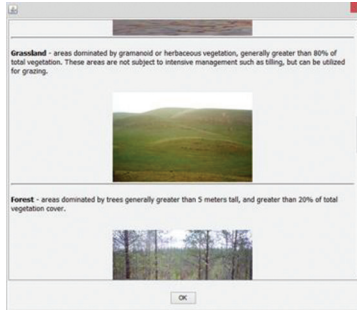 Grassland - areas dominated by gramanoid or herbaceous vegetation, generally greater than 80% of
total vegetation. These areas are not subject to intensive management such as tilling, but can be utilized
for grazing.
Forest - areas dominated by trees generally greater than 5 meters tall, and greater than 20% of total
vegetation cover.
OK